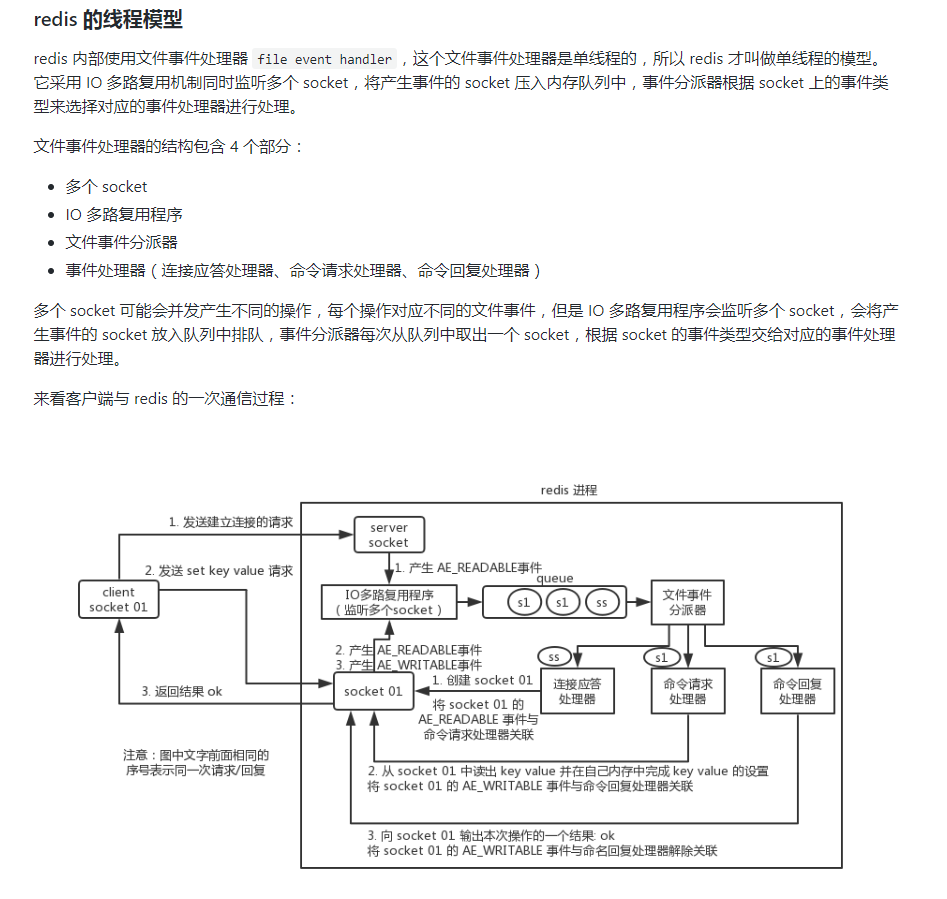 redis 的线程模型
redis 内部使用文件事件处理器 file event handler ，这个文件事件处理器是单线程的，所以 redis 才叫做单线程的模型。
它采用 IO 多路复用机制同时监听多个 socket，将产生事件的 socket 压入内存队列中，事件分派器根据 socket 上的事件类
型来选择对应的事件处理器进行处理。
文件事件处理器的结构包含 4 个部分：
• 多个 socket
• IO 多路复用程序
• 文件事件分派器
• 事件处理器（连接应答处理器、命令请求处理器、命令回复处理器）
多个 socket 可能会并发产生不同的操作，每个操作对应不同的文件事件，但是 IO 多路复用程序会监听多个 socket，会将产
生事件的 socket 放入队列中排队，事件分派器每次从队列中取出一个 socket，根据 socket 的事件类型交给对应的事件处理
器进行处理。
来看客户端与 redis 的一次通信过程：
redis 进程
1. 发送建立连接的请求
server
socket
1. 产生 AE_READABLE事件
2. 发送 set key value 请求
queue
client
socket 01
IO多路复用程序
（监听多个socket）
s1
s1
ss
文件事件
分派器
2. 产生 AE_READABLE事件
3. 产生 AE_WRITABLE事件
ss
s1
s1
3. 返回结果 ok
socket 01
1. 创建 socket 01
将 socket 01 的
AE_READABLE 事件与
命令请求处理器关联
连接应答
处理器
命令请求
处理器
命令回复
处理器
注意：图中文字前面相同的
序号表示同一次请求/回复
2. 从 socket 01 中读出 key value 并在自己内存中完成 key value 的设置
将 socket 01 的 AE_WRITABLE 事件与命令回复处理器关联
3. 向 socket 01 输出本次操作的一个结果: ok
将 socket 01 的 AE_WRITABLE 事件与命名回复处理器解除关联